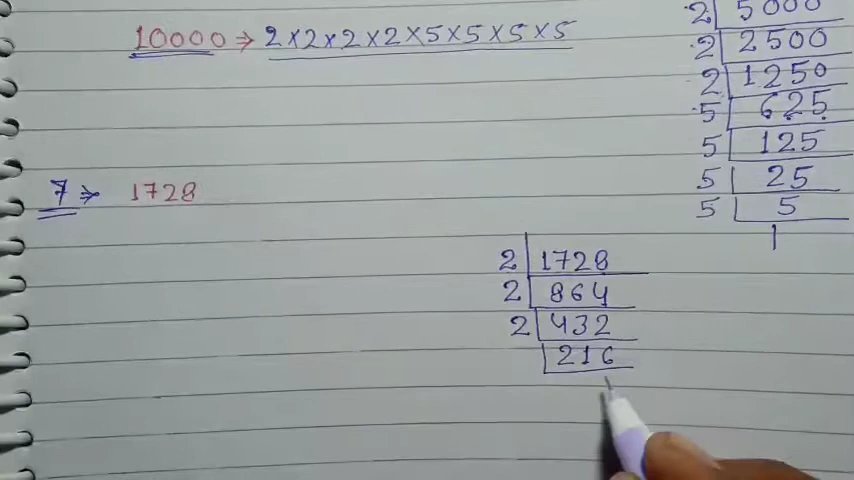 10000 → 2×2×2×2×5×5×5×5
2 | 5000
2 | 2500
2 | 1250
5 | 625
5 | 125
5 | 25
5 | 5
1
7 → 1728
2 | 1728
2 | 864
2 | 432
| 216